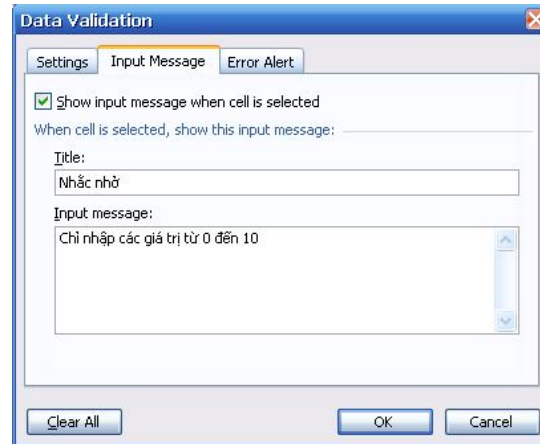 Data Validation
Settings Input Message Error Alert
Show input message when cell is selected
When cell is selected, show this input message:
Title:
Nhắc nhở
Input message:
Chỉ nhập các giá trị từ 0 đến 10
Clear All OK Cancel